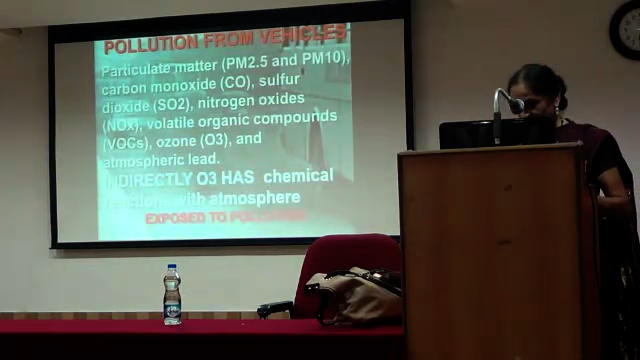 POLLUTION FROM VEHICLES
Particulate matter (PM2.5 and PM10),
carbon monoxide (CO), sulfur
dioxide (SO2), nitrogen oxides
(NOx), volatile organic compounds
(VOCs), ozone (O3), and
atmospheric lead.
INDIRECTLY O3 HAS chemical
reactions with atmosphere
EXPOSED TO POLLUTION